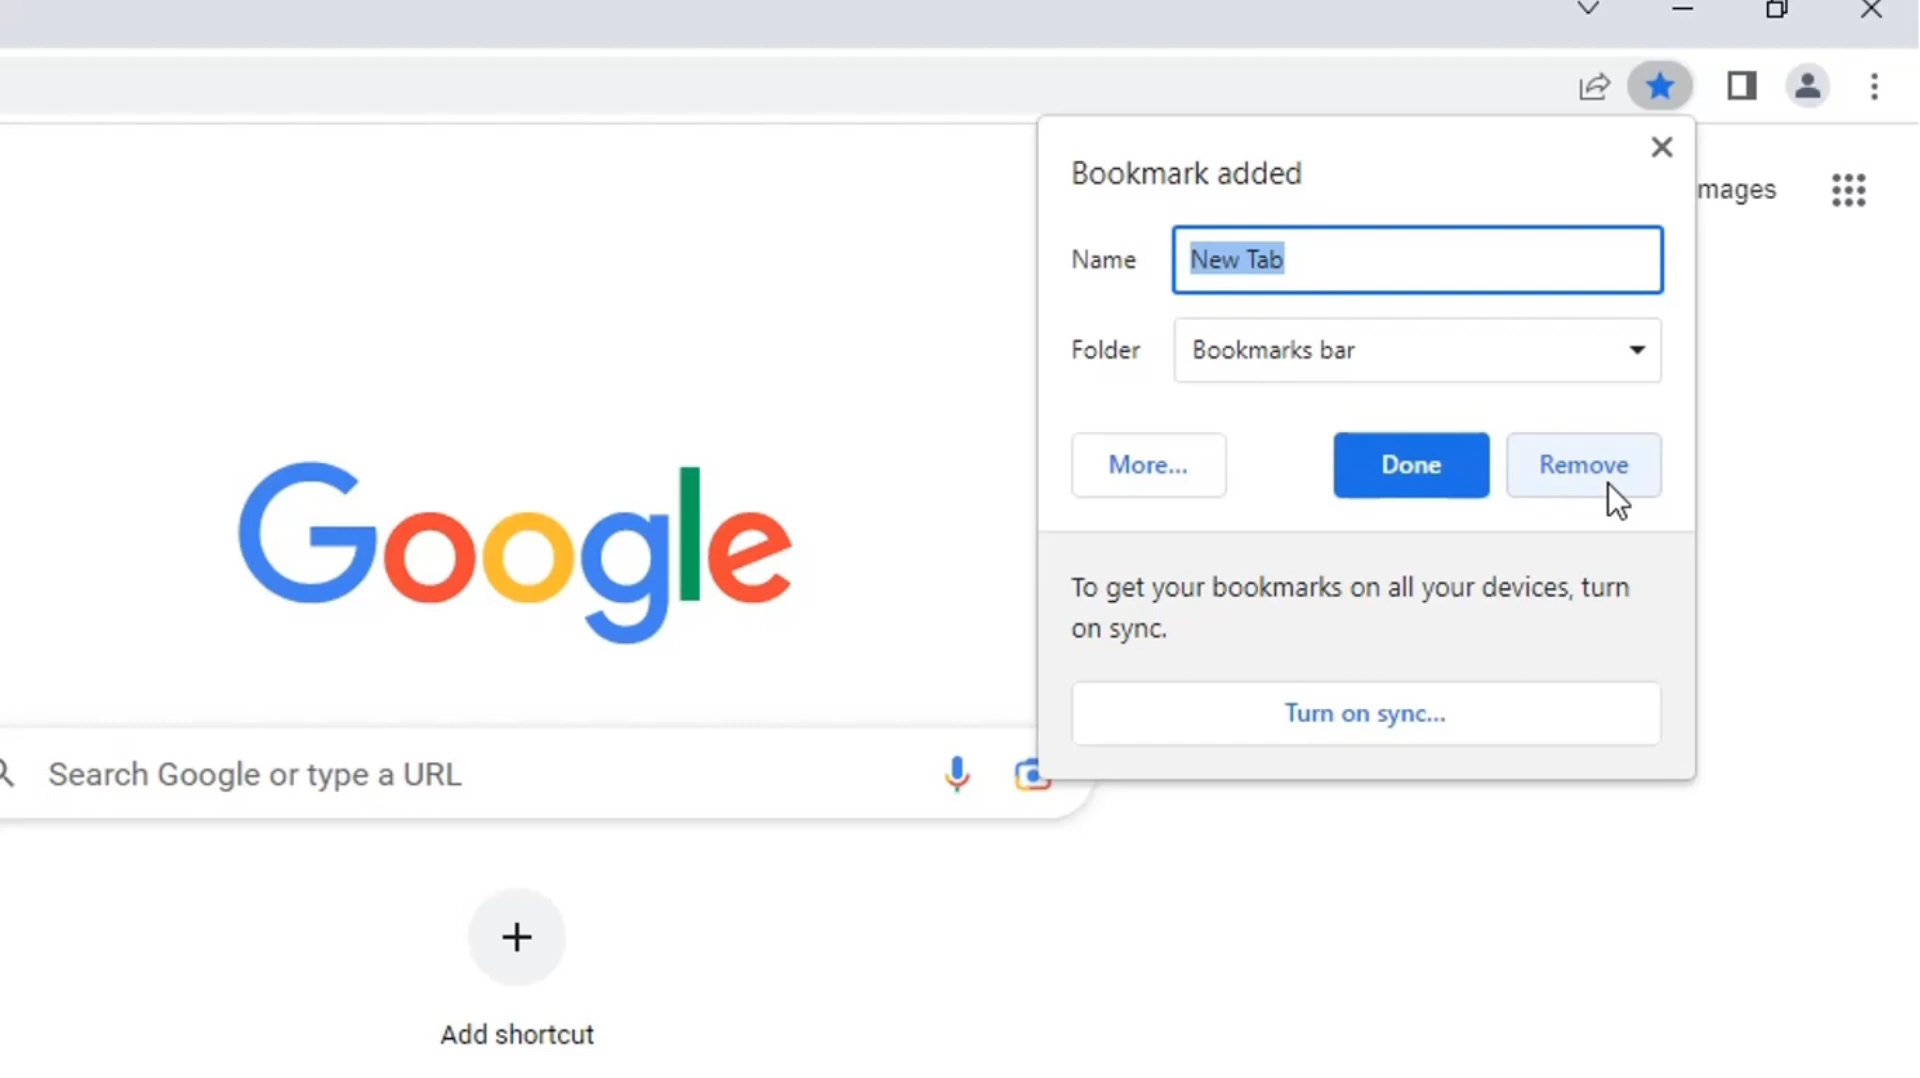 Bookmark added
mages
Name
New Tab
Folder
Bookmarks bar
More...
Done
Remove
Google
To get your bookmarks on all your devices, turn
on sync.
Turn on sync...
Search Google or type a URL
Add shortcut